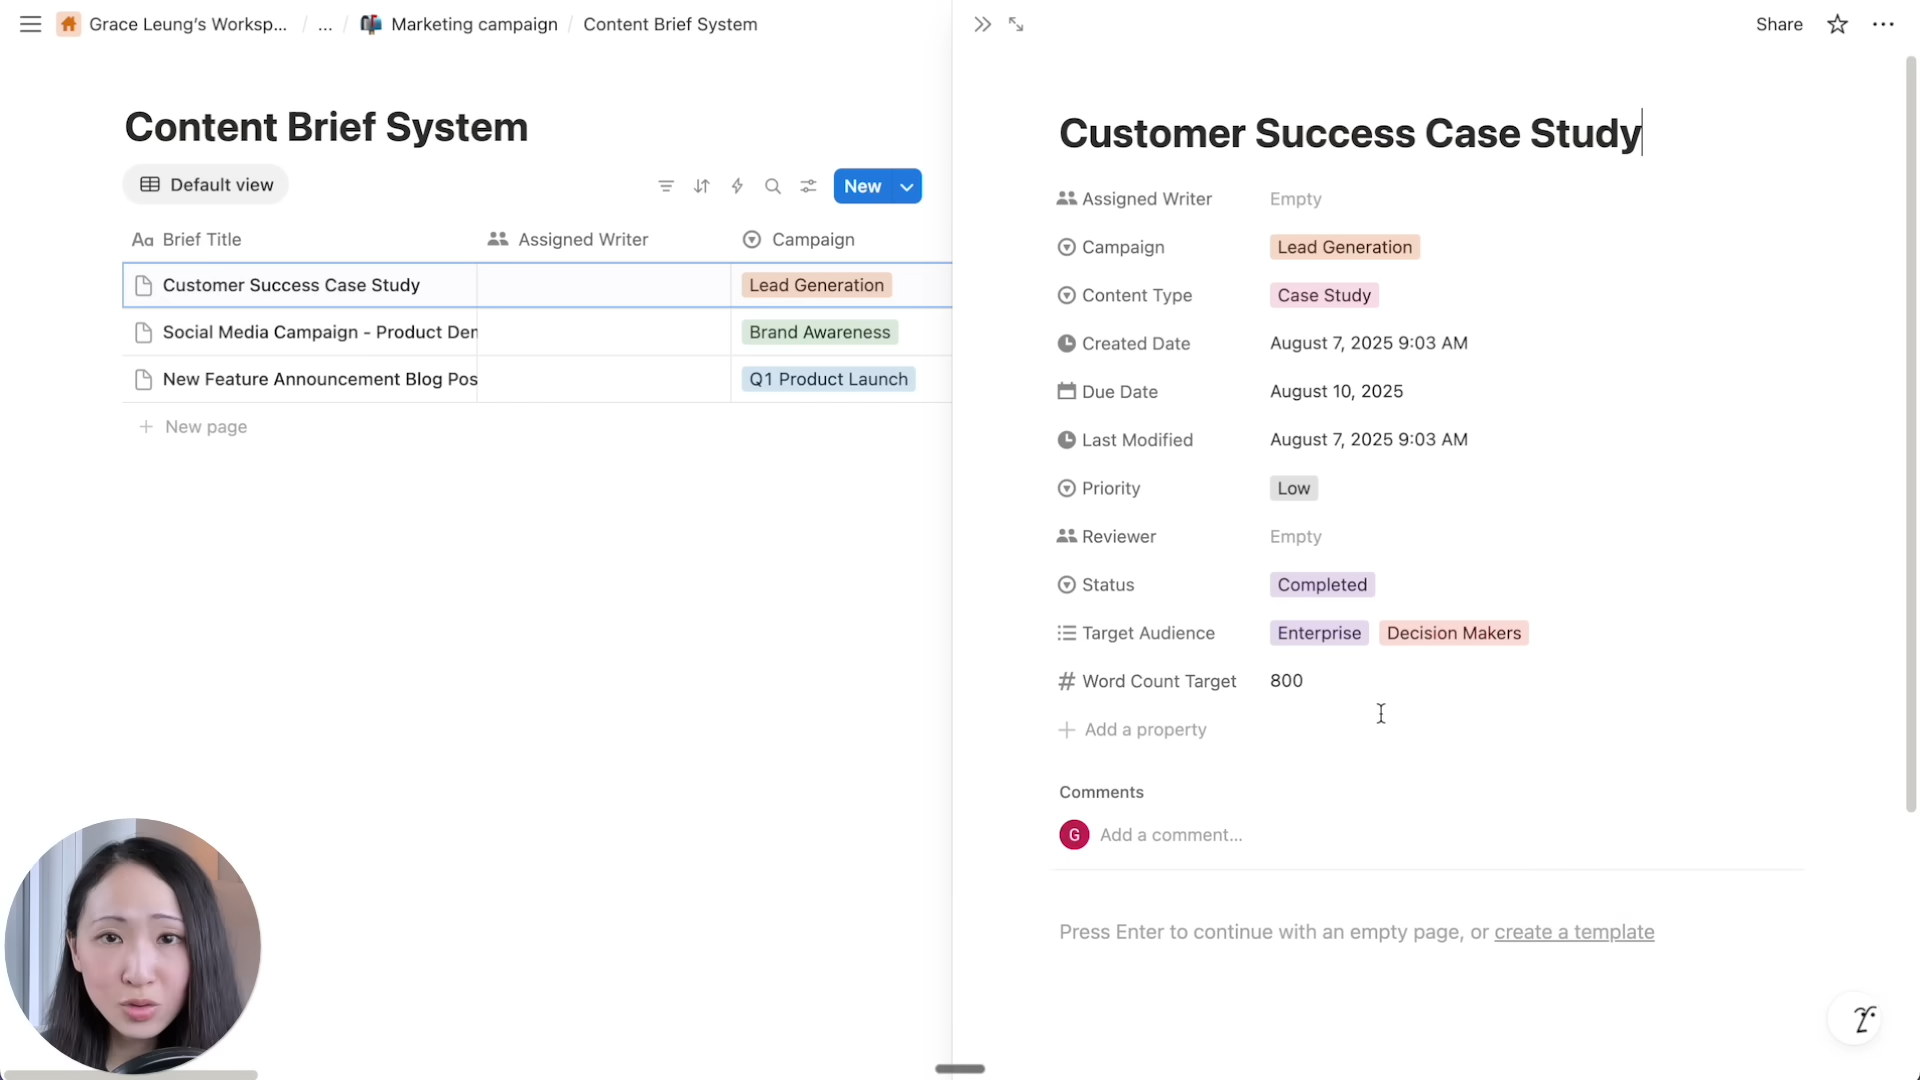 Grace Leung's Worksp... / ... / Marketing campaign / Content Brief System
Share
Content Brief System
Default view
New
Aa Brief Title
Assigned Writer
Campaign
Customer Success Case Study
Lead Generation
Social Media Campaign - Product Der
Brand Awareness
New Feature Announcement Blog Pos
Q1 Product Launch
+ New page
Customer Success Case Study
Assigned Writer Empty
Campaign Lead Generation
Content Type Case Study
Created Date August 7, 2025 9:03 AM
Due Date August 10, 2025
Last Modified August 7, 2025 9:03 AM
Priority Low
Reviewer Empty
Status Completed
Target Audience Enterprise Decision Makers
# Word Count Target 800
+ Add a property
Comments
G Add a comment...
Press Enter to continue with an empty page, or create a template